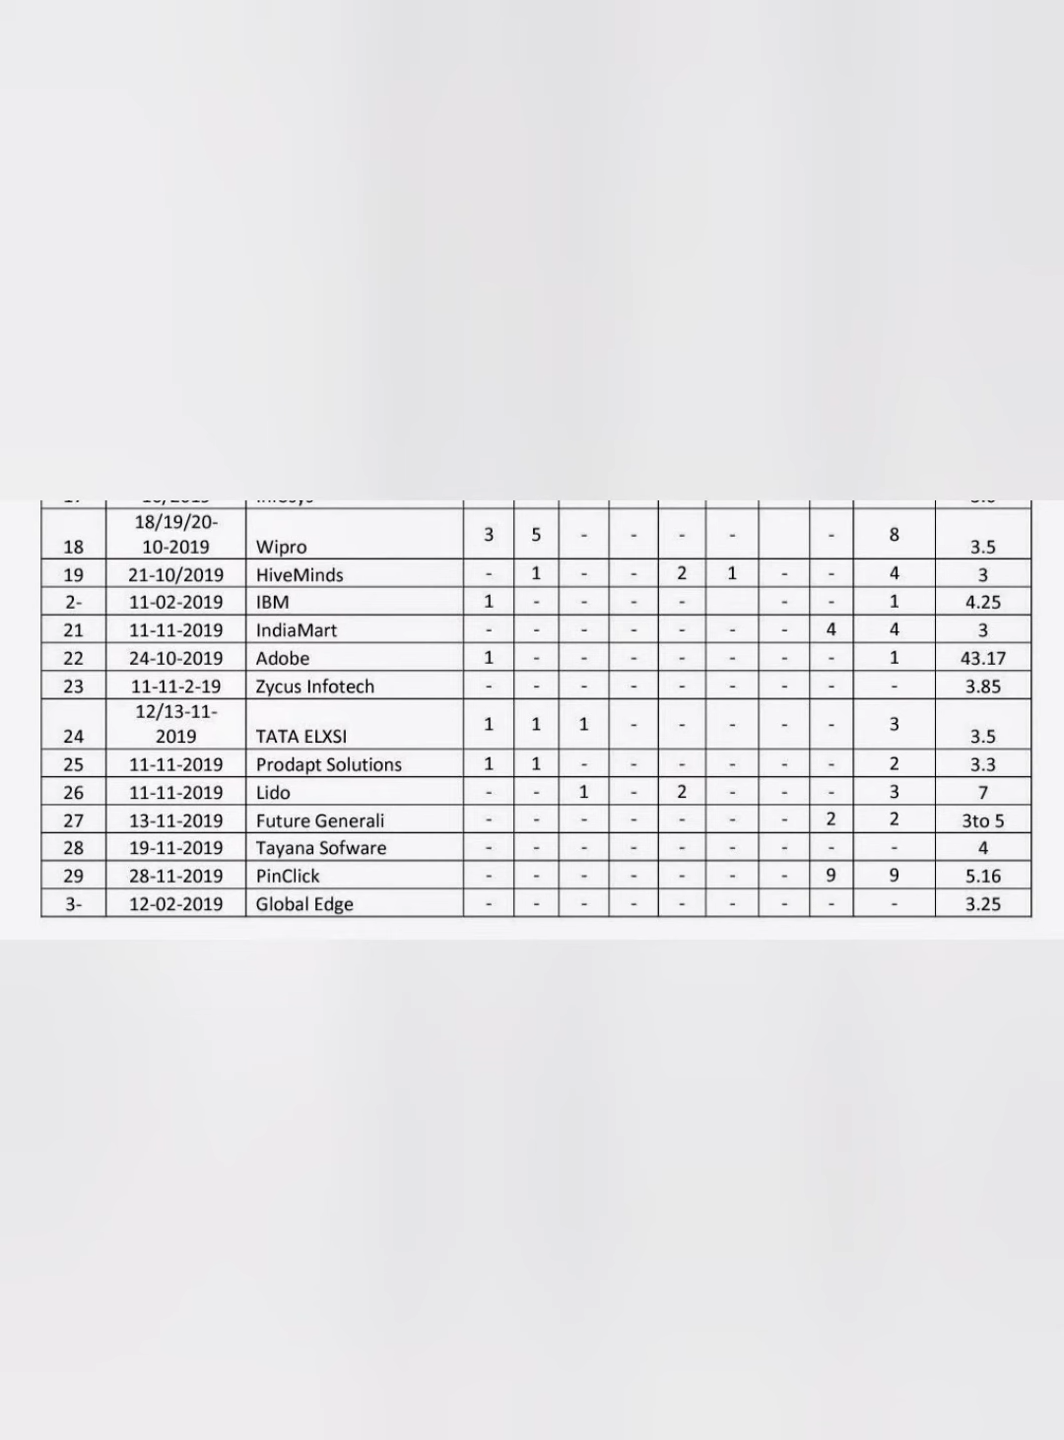 18 18/19/20-10-2019 Wipro 3 5 - - - - - 8 3.5
19 21-10/2019 HiveMinds - 1 - - 2 1 - - 4 3
2- 11-02-2019 IBM 1 - - - - - - 1 4.25
21 11-11-2019 IndiaMart - - - - - - - 4 4 3
22 24-10-2019 Adobe 1 - - - - - - - 1 43.17
23 11-11-2-19 Zycus Infotech - - - - - - - - - 3.85
24 12/13-11-2019 TATA ELXSI 1 1 1 - - - - - 3 3.5
25 11-11-2019 Prodapt Solutions 1 1 - - - - - - 2 3.3
26 11-11-2019 Lido - - 1 - 2 - - - 3 7
27 13-11-2019 Future Generali - - - - - - - 2 2 3to 5
28 19-11-2019 Tayana Sofware - - - - - - - - - 4
29 28-11-2019 PinClick - - - - - - - 9 9 5.16
3- 12-02-2019 Global Edge - - - - - - - - - 3.25